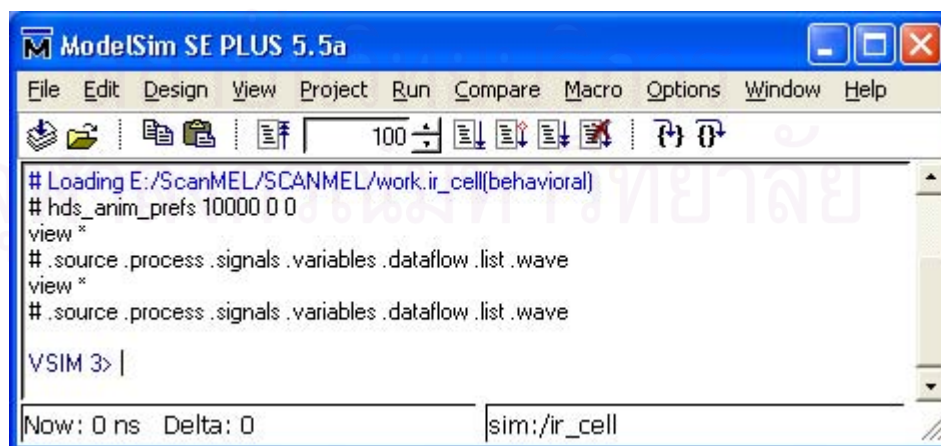 ModelSim SE PLUS 5.5a
File Edit Design View Project Run Compare Macro Options Window Help
100
# Loading E:/ScanMEL/SCANMEL/work.ir_cell(behavioral)
# hds_anim_prefs 10000 0 0
view *
# .source .process .signals .variables .dataflow .list .wave
view *
# .source .process .signals .variables .dataflow .list .wave
VSIM 3>
Now: 0 ns Delta: 0
sim:/ir_cell